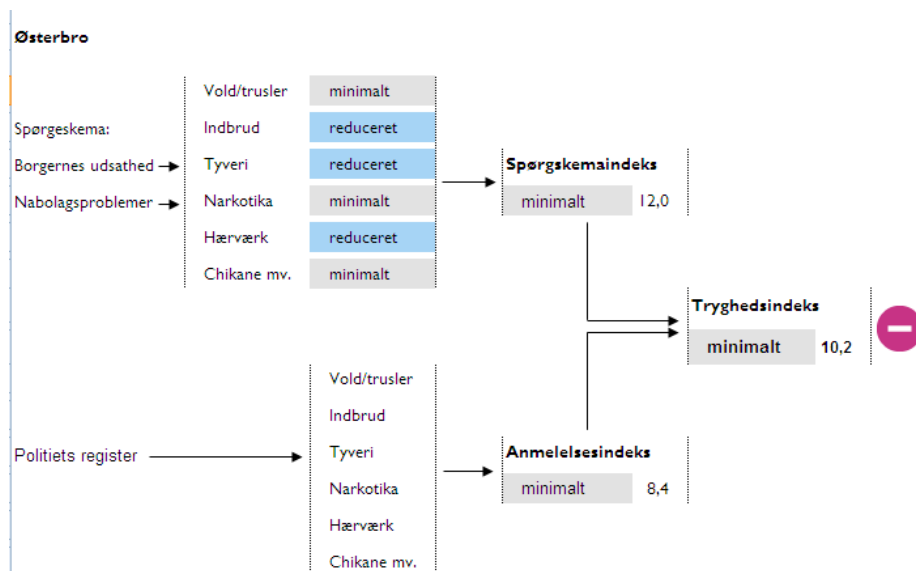 Østerbro
Vold/trusler minimalt
Spørgeskema: Indbrud reduceret
Borgernes udsathed Tyveri reduceret
Nabolagsproblemer Narkotika minimalt
Hærværk reduceret
Chikane mv. minimalt
Spørgskemaindeks
minimalt 12,0
Tryghedsindeks
minimalt 10,2
Politiets register
Vold/trusler
Indbrud
Tyveri
Narkotika
Hærværk
Chikane mv.
Anmelelsesindeks
minimalt 8,4